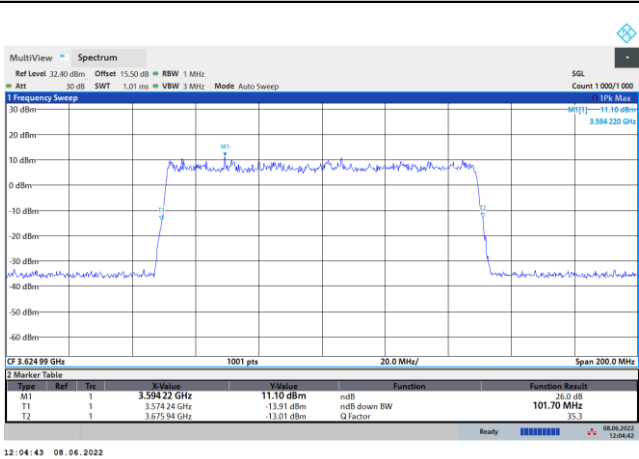 MultiView Spectrum
Ref Level 32.40 dBm Offset 15.50 dB RBW 1 MHz SGL
Att 30 dB SWT 1.01 ms VBW 3 MHz Mode Auto Sweep Count 1 000/1 000
1 Frequency Sweep 1Pk Max
30 dBm M1[1] 11.10 dBm
3.594 220 GHz
20 dBm
M1
10 dBm
0 dBm
-10 dBm T1 T2
-20 dBm
-30 dBm
-40 dBm
-50 dBm
-60 dBm
CF 3.624 99 GHz 1001 pts 20.0 MHz/ Span 200.0 MHz
2 Marker Table
Type Ref Trc X-Value Y-Value Function Function Result
M1 1 3.594 22 GHz 11.10 dBm ndB 26.0 dB
T1 1 3.574 24 GHz -13.91 dBm ndB down BW 101.70 MHz
T2 1 3.675 94 GHz -13.01 dBm Q Factor 35.3
Ready 08.06.2022
12:04:42
12:04:43 08.06.2022